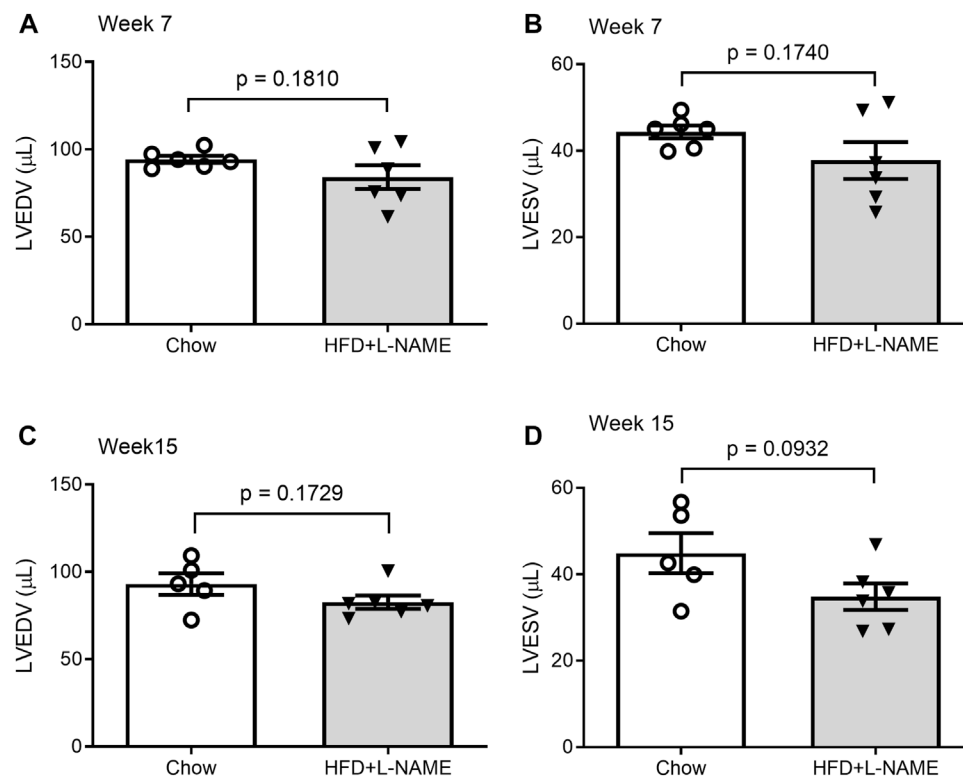 A
Week 7
p = 0.1810
LVEDV (μL)
150
100
50
0
Chow
HFD+L-NAME
B
Week 7
p = 0.1740
LVESV (μL)
60
40
20
0
Chow
HFD+L-NAME
C
Week15
p = 0.1729
LVEDV (μL)
150
100
50
0
Chow
HFD+L-NAME
D
Week 15
p = 0.0932
LVESV (μL)
60
40
20
0
Chow
HFD+L-NAME